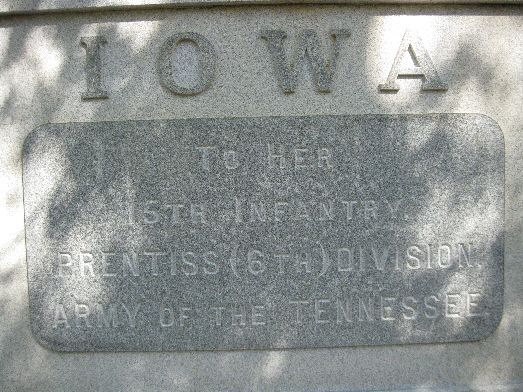 IOWA
TO HER
15TH INFANTRY.
PRENTISS (6TH) DIVISION.
ARMY OF THE TENNESSEE